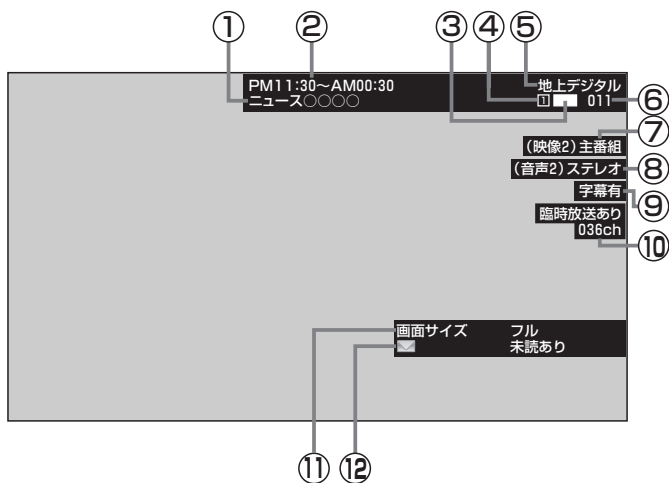 ① ② ③ ④ ⑤
PM11:30〜AM00:30
地上デジタル
ニュース○○○○
1 011
⑥
⑦
(映像2)主番組
(音声2)ステレオ
⑧
字幕有
⑨
臨時放送あり
036ch
⑩
画面サイズ フル
未読あり
⑪ ⑫